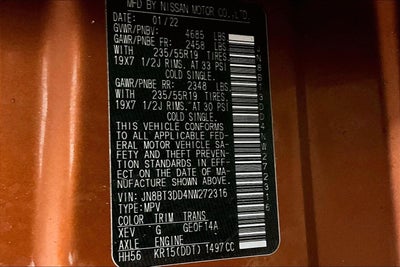 MFD BY NISSAN MOTOR CO.,LTD.
DATE: 01/22
GVWR/PNBV: 4685 LBS
GAWR/PNBE FR: 2458 LBS
WITH 235/55R19 TIRES,
19X7 1/2J RIMS, AT 33 PSI
COLD SINGLE.
GAWR/PNBE RR: 2348 LBS
WITH 235/55R19 TIRES,
19X7 1/2J RIMS, AT 30 PSI
COLD SINGLE.
THIS VEHICLE CONFORMS
TO ALL APPLICABLE FED-
ERAL MOTOR VEHICLE SA-
FETY AND THEFT PREVEN-
TION STANDARDS IN EFF-
ECT ON THE DATE OF MA-
NUFACTURE SHOWN ABOVE.
VIN: JN8BT3DD4NW272316
TYPE:MPV
COLOR TRIM TRANS
XEV G GE0F14A
AXLE ENGINE
HH56 KR15(DDT) 1497CC